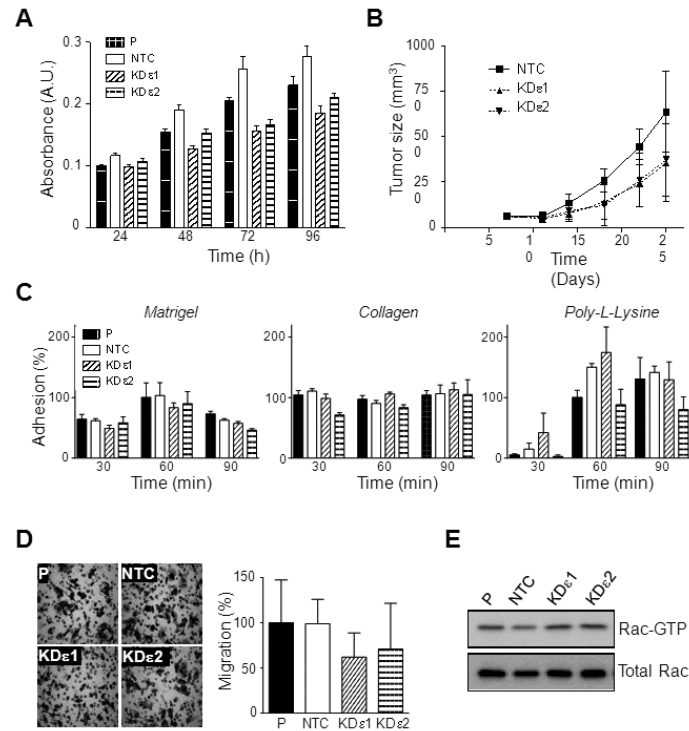 A
P
NTC
KDε1
KDε2
Absorbance (A.U.)
0.3
0.2
0.1
0
24 48 72 96
Time (h)
B
NTC
KDε1
KDε2
Tumor size (mm3)
1000
75
0
50
0
25
0
0
5 1 15 20 2
0 5
Time
(Days)
C
Matrigel
Collagen
Poly-L-Lysine
P
NTC
KDε1
KDε2
Adhesion (%)
200
100
0
30 60 90
Time (min)
200
100
0
30 60 90
Time (min)
200
100
0
30 60 90
Time (min)
D
P
NTC
KDε1
KDε2
Migration (%)
150
100
50
0
P NTC KDε1 KDε2
E
P NTC KDε1 KDε2
Rac-GTP
Total Rac